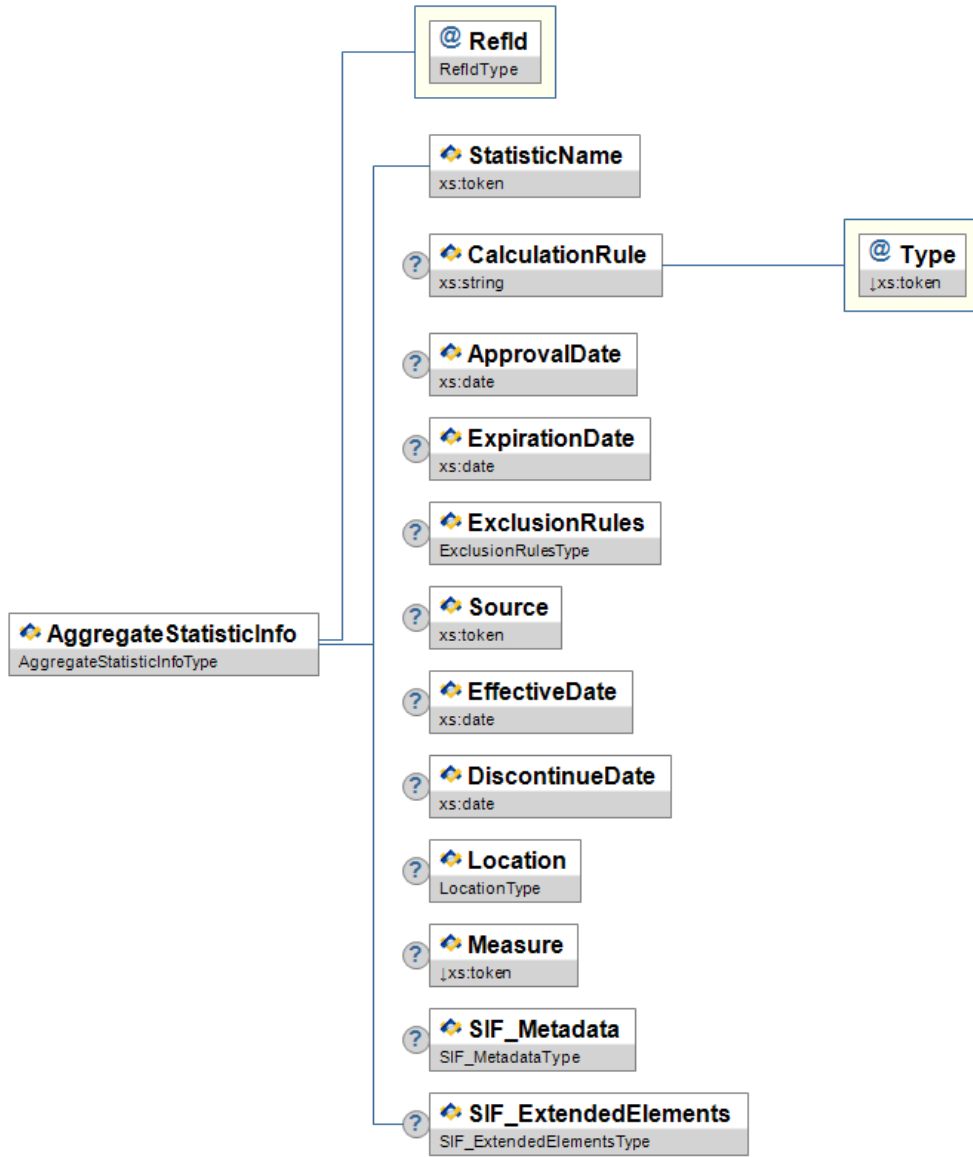 @ RefId
RefIdType
StatisticName
xs:token
? CalculationRule
xs:string
@ Type
↓xs:token
? ApprovalDate
xs:date
? ExpirationDate
xs:date
? ExclusionRules
ExclusionRulesType
? Source
xs:token
AggregateStatisticInfo
AggregateStatisticInfoType
? EffectiveDate
xs:date
? DiscontinueDate
xs:date
? Location
LocationType
? Measure
↓xs:token
? SIF_Metadata
SIF_MetadataType
? SIF_ExtendedElements
SIF_ExtendedElementsType